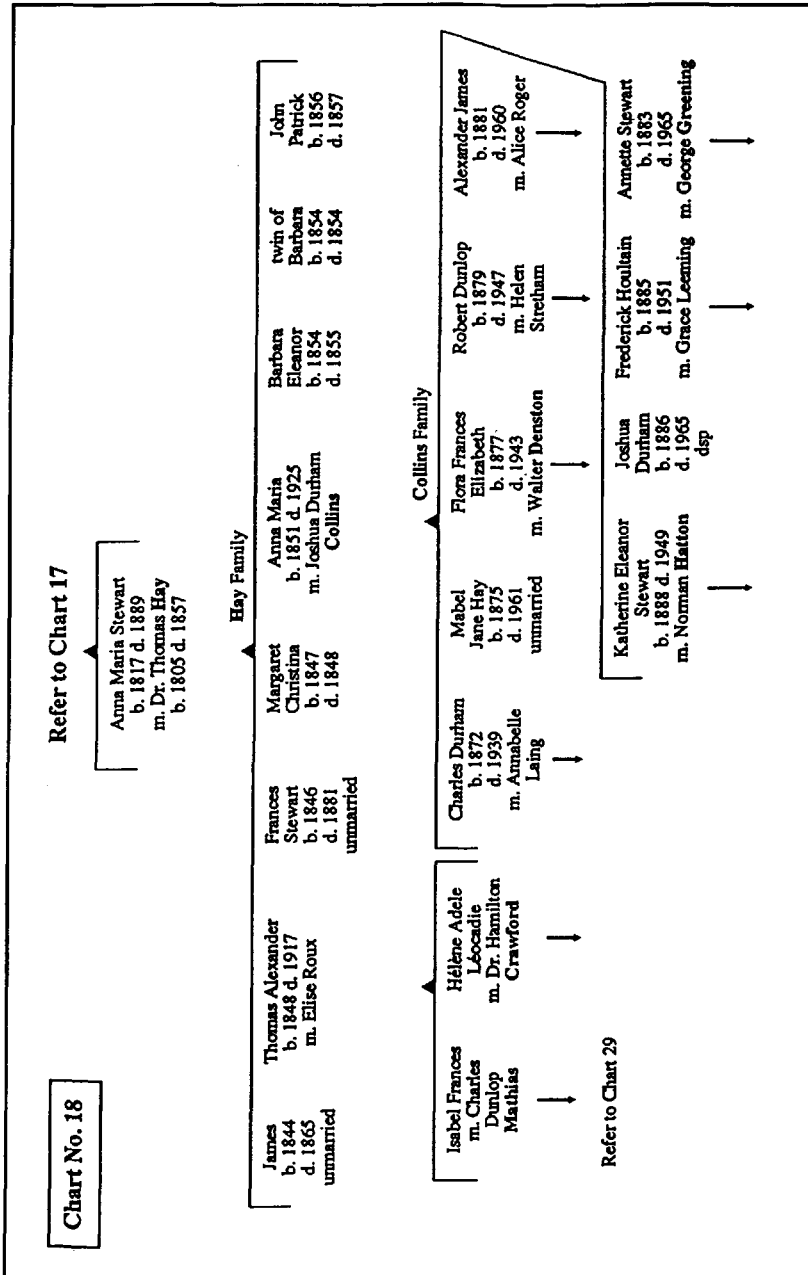 Chart No. 18
Refer to Chart 17
Anna Maria Stewart
b. 1817 d. 1889
m. Dr. Thomas Hay
b. 1805 d. 1857
Hay Family
James
b. 1844
d. 1865
unmarried
Thomas Alexander
b. 1848 d. 1917
m. Elise Roux
Frances
Stewart
b. 1846
d. 1881
unmarried
Margaret
Christina
b. 1847
d. 1848
Anna Maria
b. 1851 d. 1925
m. Joshua Durham
Collins
Barbara
Eleanor
b. 1854
d. 1855
twin of
Barbara
b. 1854
d. 1854
John
Patrick
b. 1856
d. 1857
Isabel Frances
m. Charles
Dunlop
Mathias
Refer to Chart 29
Hélène Adele
Léocadie
m. Dr. Hamilton
Crawford
Collins Family
Charles Durham
b. 1872
d. 1939
m. Annabelle
Laing
Mabel
Jane Hay
b. 1875
d. 1961
unmarried
Flora Frances
Elizabeth
b. 1877
d. 1943
m. Walter Denston
Robert Dunlop
b. 1879
d. 1947
m. Helen
Stretham
Alexander James
b. 1881
d. 1960
m. Alice Roger
Katherine Eleanor
Stewart
b. 1888 d. 1949
m. Norman Hatton
Joshua
Durham
b. 1886
d. 1965
dsp
Frederick Houltain
b. 1885
d. 1951
m. Grace Leeming
Annette Stewart
b. 1883
d. 1965
m. George Greening